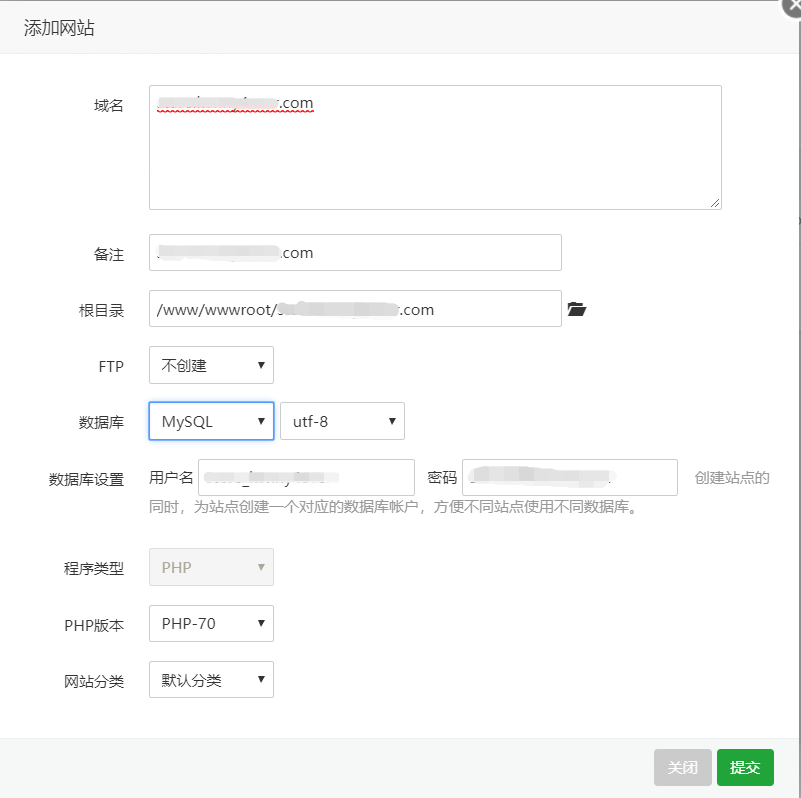 添加网站
域名 .com
备注 .com
根目录 /www/wwwroot/ .com
FTP 不创建
数据库 MySQL utf-8
数据库设置 用户名 密码 创建站点的
同时，为站点创建一个对应的数据库帐户，方便不同站点使用不同数据库。
程序类型 PHP
PHP版本 PHP-70
网站分类 默认分类
关闭 提交